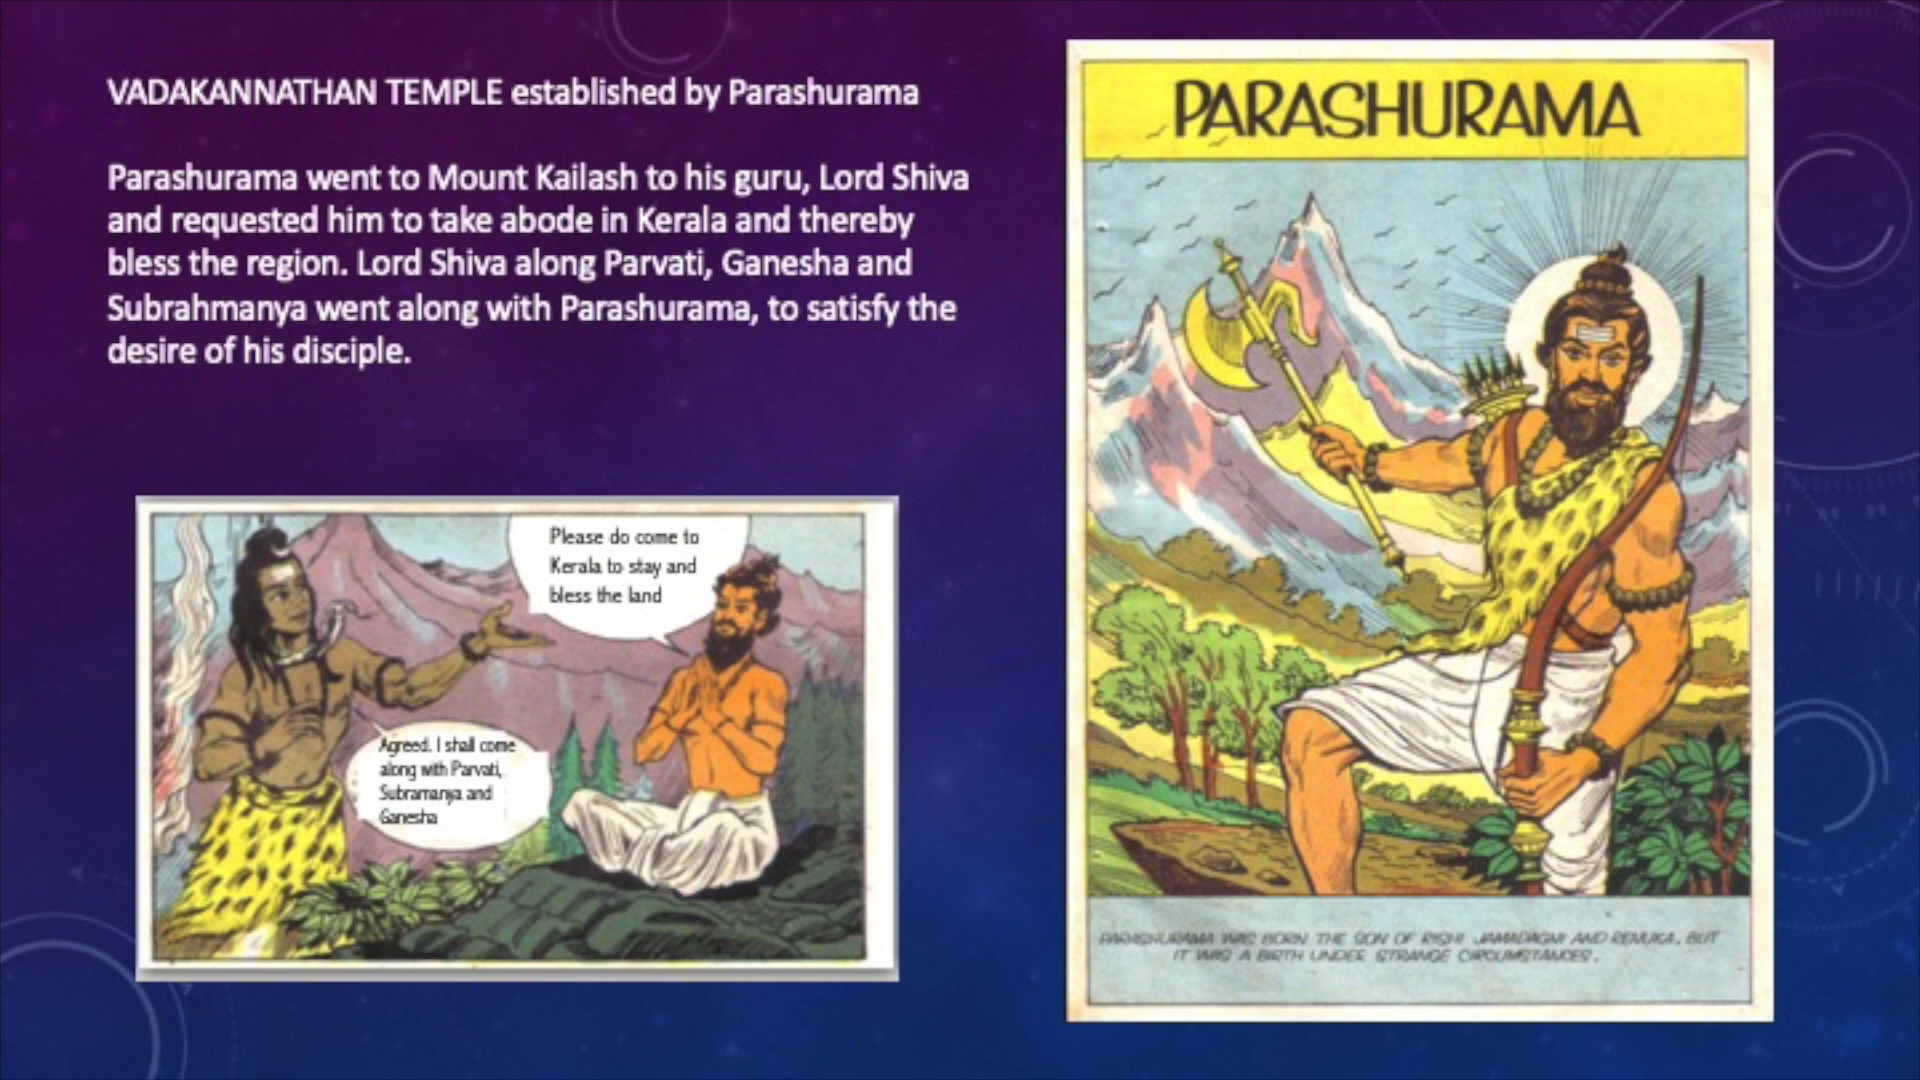 VADAKANNATHAN TEMPLE established by Parashurama
Parashurama went to Mount Kailash to his guru, Lord Shiva
and requested him to take abode in Kerala and thereby
bless the region. Lord Shiva along Parvati, Ganesha and
Subrahmanya went along with Parashurama, to satisfy the
desire of his disciple.
Please do come to
Kerala to stay and
bless the land
Agreed. I shall come
along with Parvati,
Subramanya and
Ganesha
PARASHURAMA
PARASHURAMA WAS BORN THE SON OF RISHI JAMADAGNI AND RENUKA, BUT
IT WAS A BIRTH UNDER STRANGE CIRCUMSTANCES.